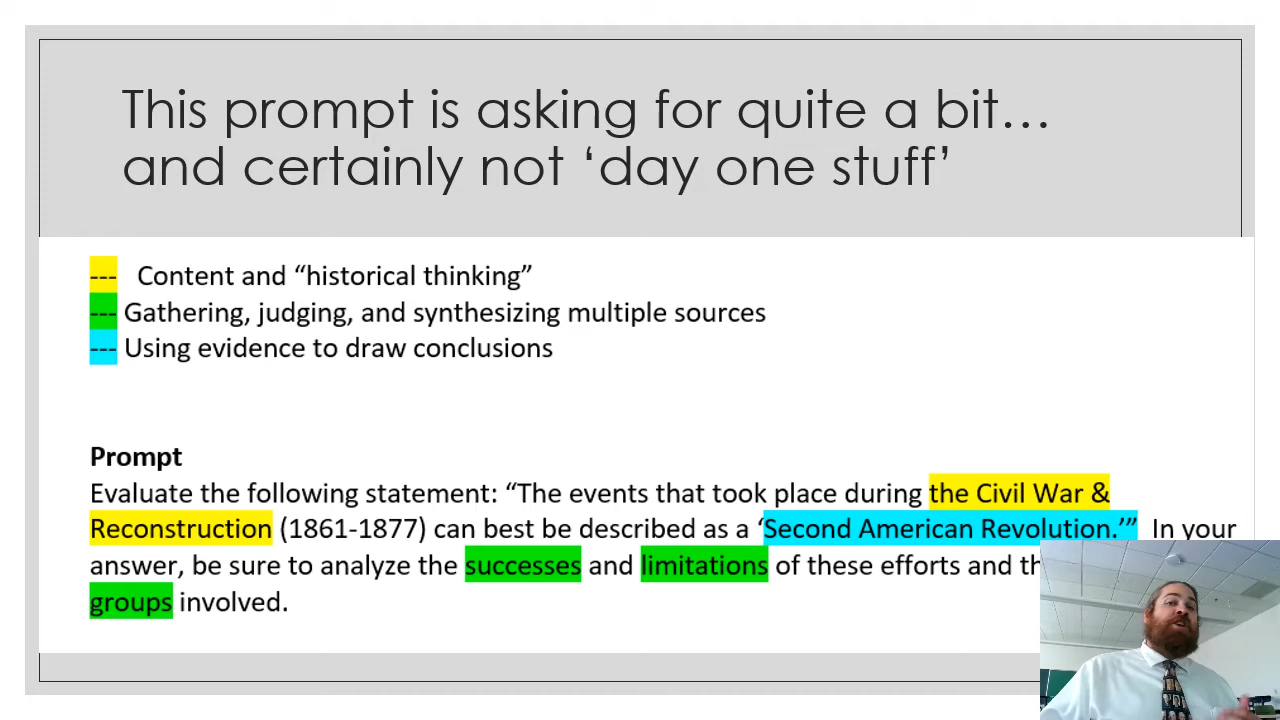 This prompt is asking for quite a bit…
and certainly not ‘day one stuff’
--- Content and “historical thinking”
--- Gathering, judging, and synthesizing multiple sources
--- Using evidence to draw conclusions
Prompt
Evaluate the following statement: “The events that took place during the Civil War &
Reconstruction (1861-1877) can best be described as a ‘Second American Revolution.’” In your
answer, be sure to analyze the successes and limitations of these efforts and
groups involved.